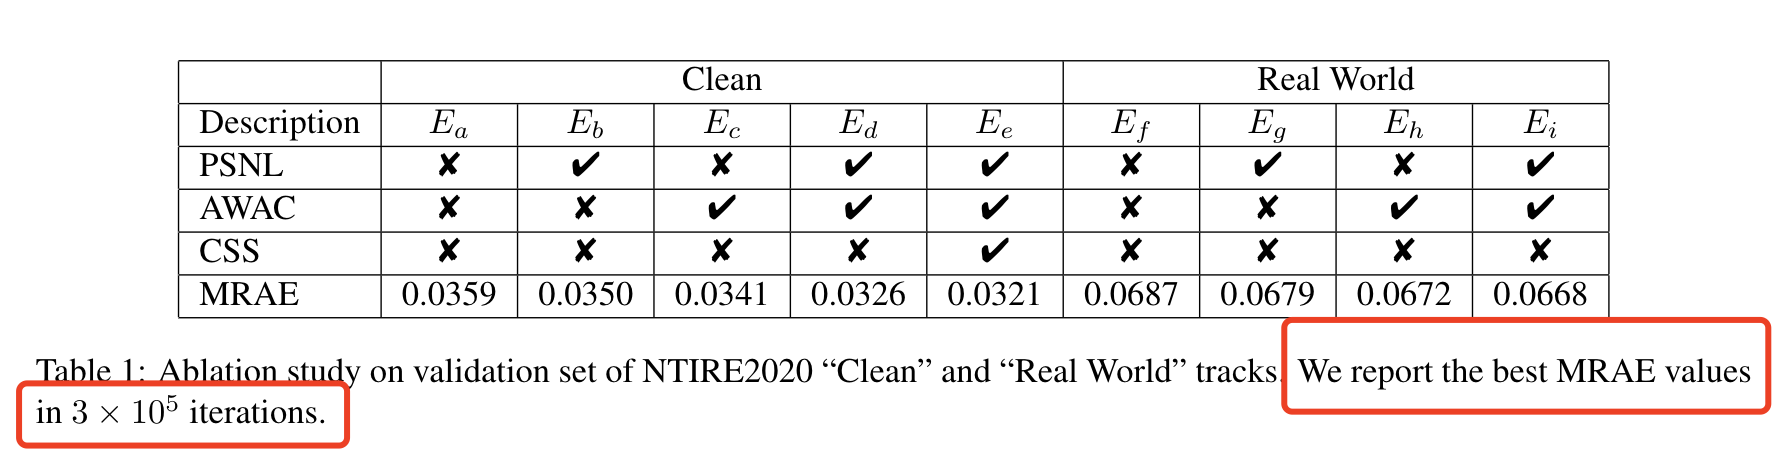 Clean Real World
Description E_a E_b E_c E_d E_e E_f E_g E_h E_i
PSNL ✘ ✔ ✘ ✔ ✔ ✘ ✔ ✘ ✔
AWAC ✘ ✘ ✔ ✔ ✔ ✘ ✘ ✔ ✔
CSS ✘ ✘ ✘ ✘ ✔ ✘ ✘ ✘ ✘
MRAE 0.0359 0.0350 0.0341 0.0326 0.0321 0.0687 0.0679 0.0672 0.0668
Table 1: Ablation study on validation set of NTIRE2020 “Clean” and “Real World” tracks. We report the best MRAE values
in 3 × 10⁵ iterations.